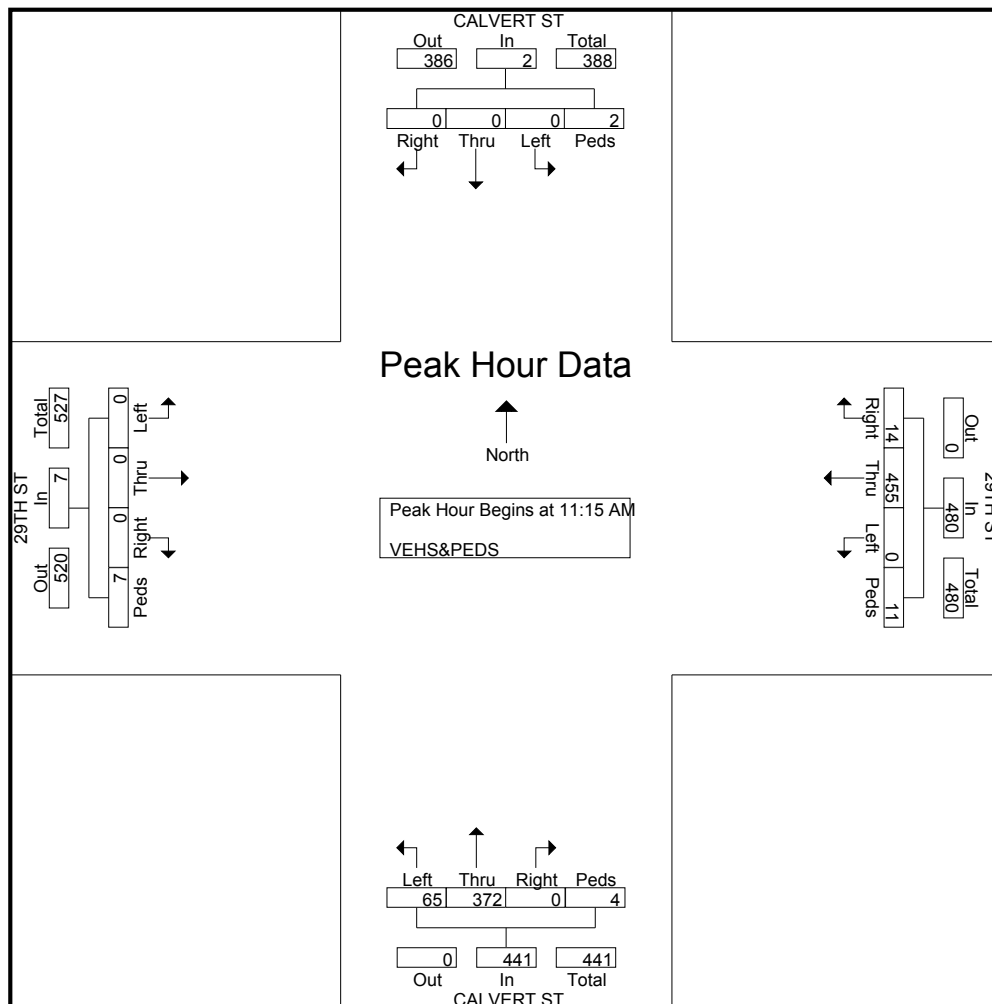 CALVERT ST
Out In Total
386 2 388
0 0 0 2
Right Thru Left Peds
Peak Hour Data
North
Peak Hour Begins at 11:15 AM
VEHS&PEDS
29TH ST
Total In Out
527 7 520
0 0 0 7
Left Thru Right Peds
Right Thru Left Peds
14 455 0 11
Out In Total
0 480 480
29TH ST
Left Thru Right Peds
65 372 0 4
0 441 441
Out In Total
CALVERT ST